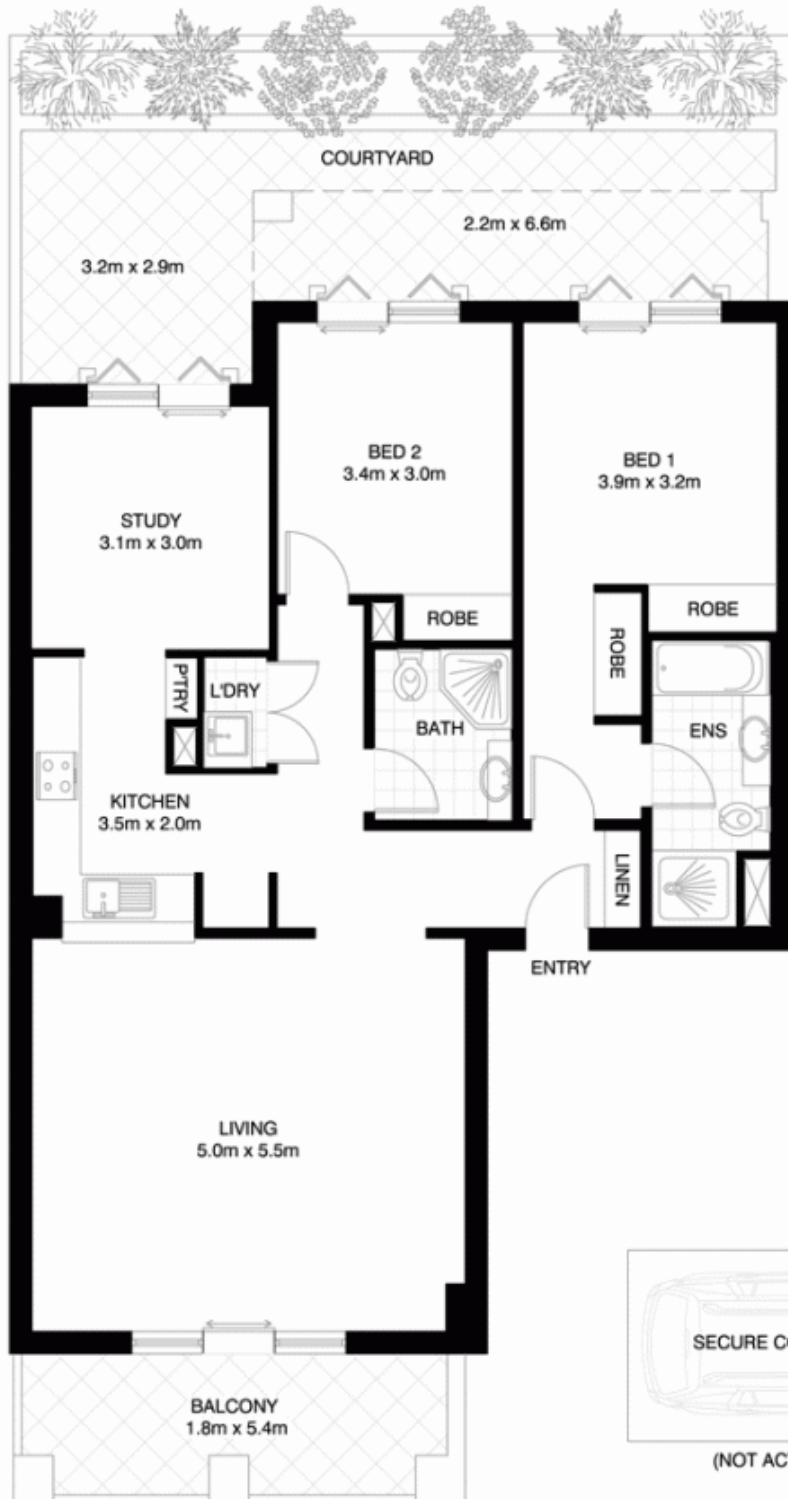 COURTYARD
2.2m x 6.6m
3.2m x 2.9m
BED 2
3.4m x 3.0m
BED 1
3.9m x 3.2m
STUDY
3.1m x 3.0m
ROBE
ROBE
ROBE
P'TRY
L'DRY
BATH
ENS
KITCHEN
3.5m x 2.0m
LINEN
ENTRY
LIVING
5.0m x 5.5m
SECURE
BALCONY
1.8m x 5.4m
(NOT